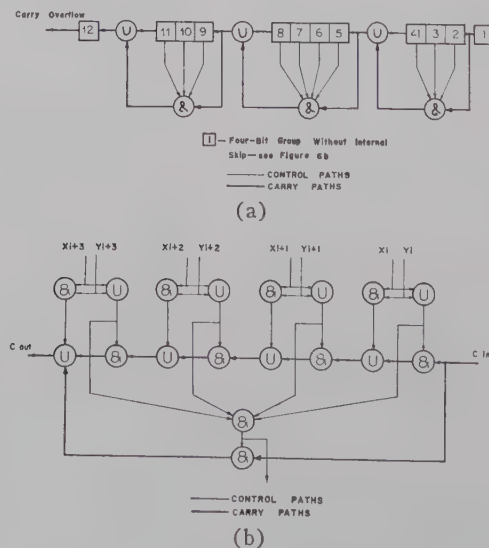 Carry Overflow
12 U 11 10 9 U 8 7 6 5 U 4 3 2 1
& & &
1 — Four-Bit Group Without Internal
Skip—see Figure 6b
CONTROL PATHS
CARRY PATHS
(a)
Xi+3 Yi+3 Xi+2 Yi+2 Xi+1 Yi+1 Xi Yi
& U & U & U & U
C out U & U & U & U & C in
&
&
CONTROL PATHS
CARRY PATHS
(b)